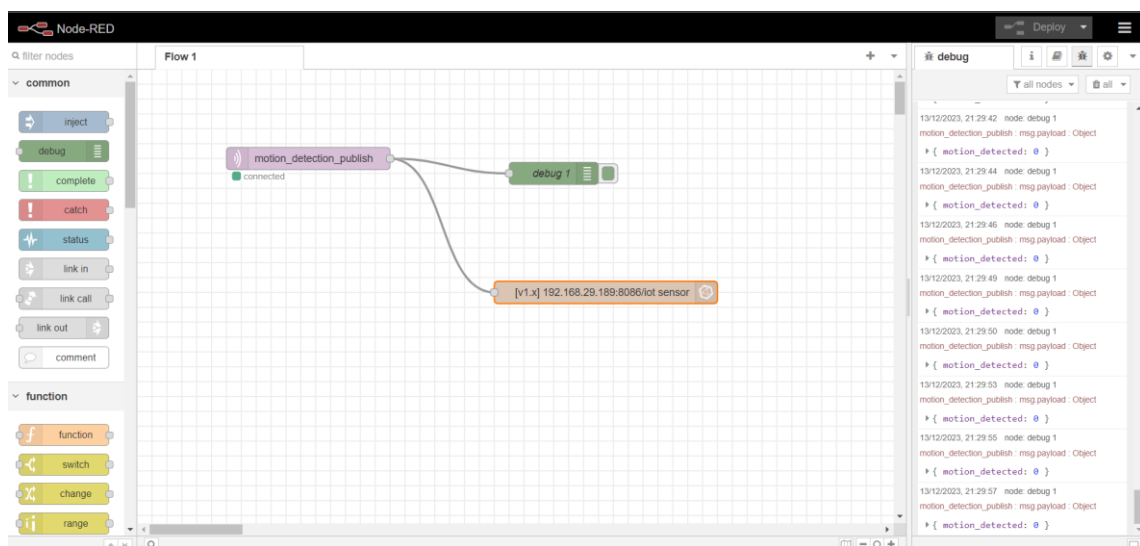 Node-RED
Deploy
filter nodes
Flow 1
debug
i
all nodes
all
common
inject
debug
complete
catch
status
link in
link call
link out
comment
function
f
function
switch
change
range
motion_detection_publish
connected
debug 1
[v1.x] 192.168.29.189:8086/iot sensor
13/12/2023, 21:29:42 node: debug 1
motion_detection_publish : msg.payload : Object
{ motion_detected: 0 }
13/12/2023, 21:29:44 node: debug 1
motion_detection_publish : msg.payload : Object
{ motion_detected: 0 }
13/12/2023, 21:29:46 node: debug 1
motion_detection_publish : msg.payload : Object
{ motion_detected: 0 }
13/12/2023, 21:29:49 node: debug 1
motion_detection_publish : msg.payload : Object
{ motion_detected: 0 }
13/12/2023, 21:29:50 node: debug 1
motion_detection_publish : msg.payload : Object
{ motion_detected: 0 }
13/12/2023, 21:29:53 node: debug 1
motion_detection_publish : msg.payload : Object
{ motion_detected: 0 }
13/12/2023, 21:29:55 node: debug 1
motion_detection_publish : msg.payload : Object
{ motion_detected: 0 }
13/12/2023, 21:29:57 node: debug 1
motion_detection_publish : msg.payload : Object
{ motion_detected: 0 }